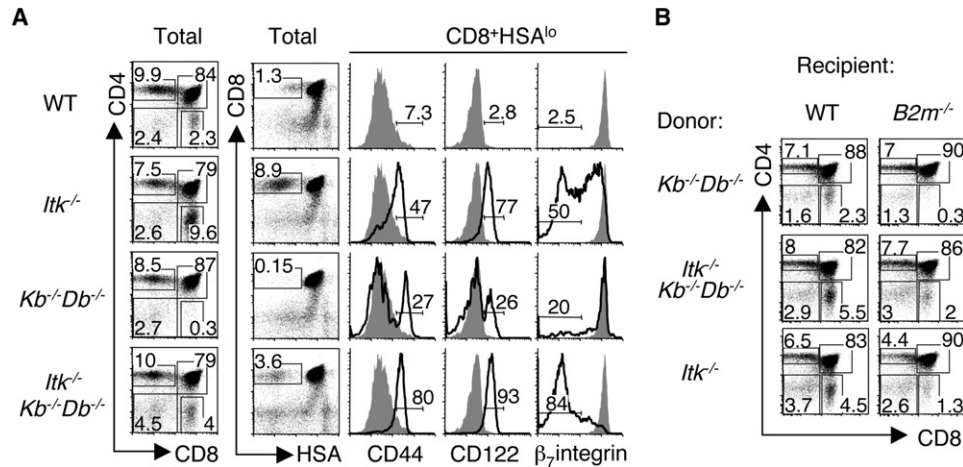 A
B
Total
Total
CD8⁺HSAˡᵒ
WT
CD4
9.9
84
2.4
2.3
CD8
1.3
7.3
2.8
2.5
Itk⁻/⁻
7.5
79
2.6
9.6
8.9
47
77
50
Kb⁻/⁻Db⁻/⁻
8.5
87
2.7
0.3
0.15
27
26
20
Itk⁻/⁻
Kb⁻/⁻Db⁻/⁻
10
79
4.5
4
3.6
80
93
84
CD8
HSA
CD44
CD122
β₇integrin
Recipient:
Donor:
WT
B2m⁻/⁻
CD4
Kb⁻/⁻Db⁻/⁻
7.1
88
1.6
2.3
7
90
1.3
0.3
Itk⁻/⁻
Kb⁻/⁻Db⁻/⁻
8
82
2.9
5.5
7.7
86
3
2
Itk⁻/⁻
6.5
83
3.7
4.5
4.4
90
2.6
1.3
CD8